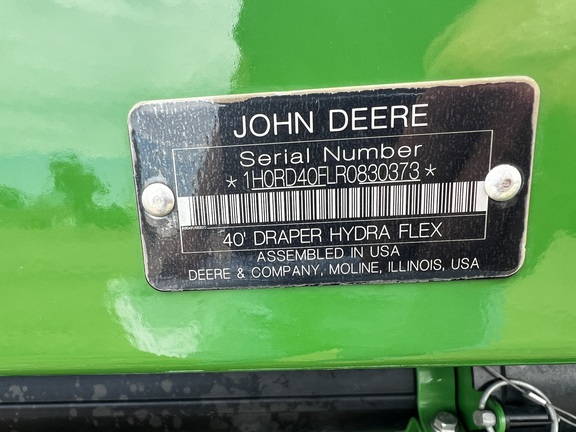 JOHN DEERE
Serial Number
*1H0RD40FLR0830373*
40' DRAPER HYDRA FLEX
ASSEMBLED IN USA
DEERE & COMPANY, MOLINE, ILLINOIS, USA